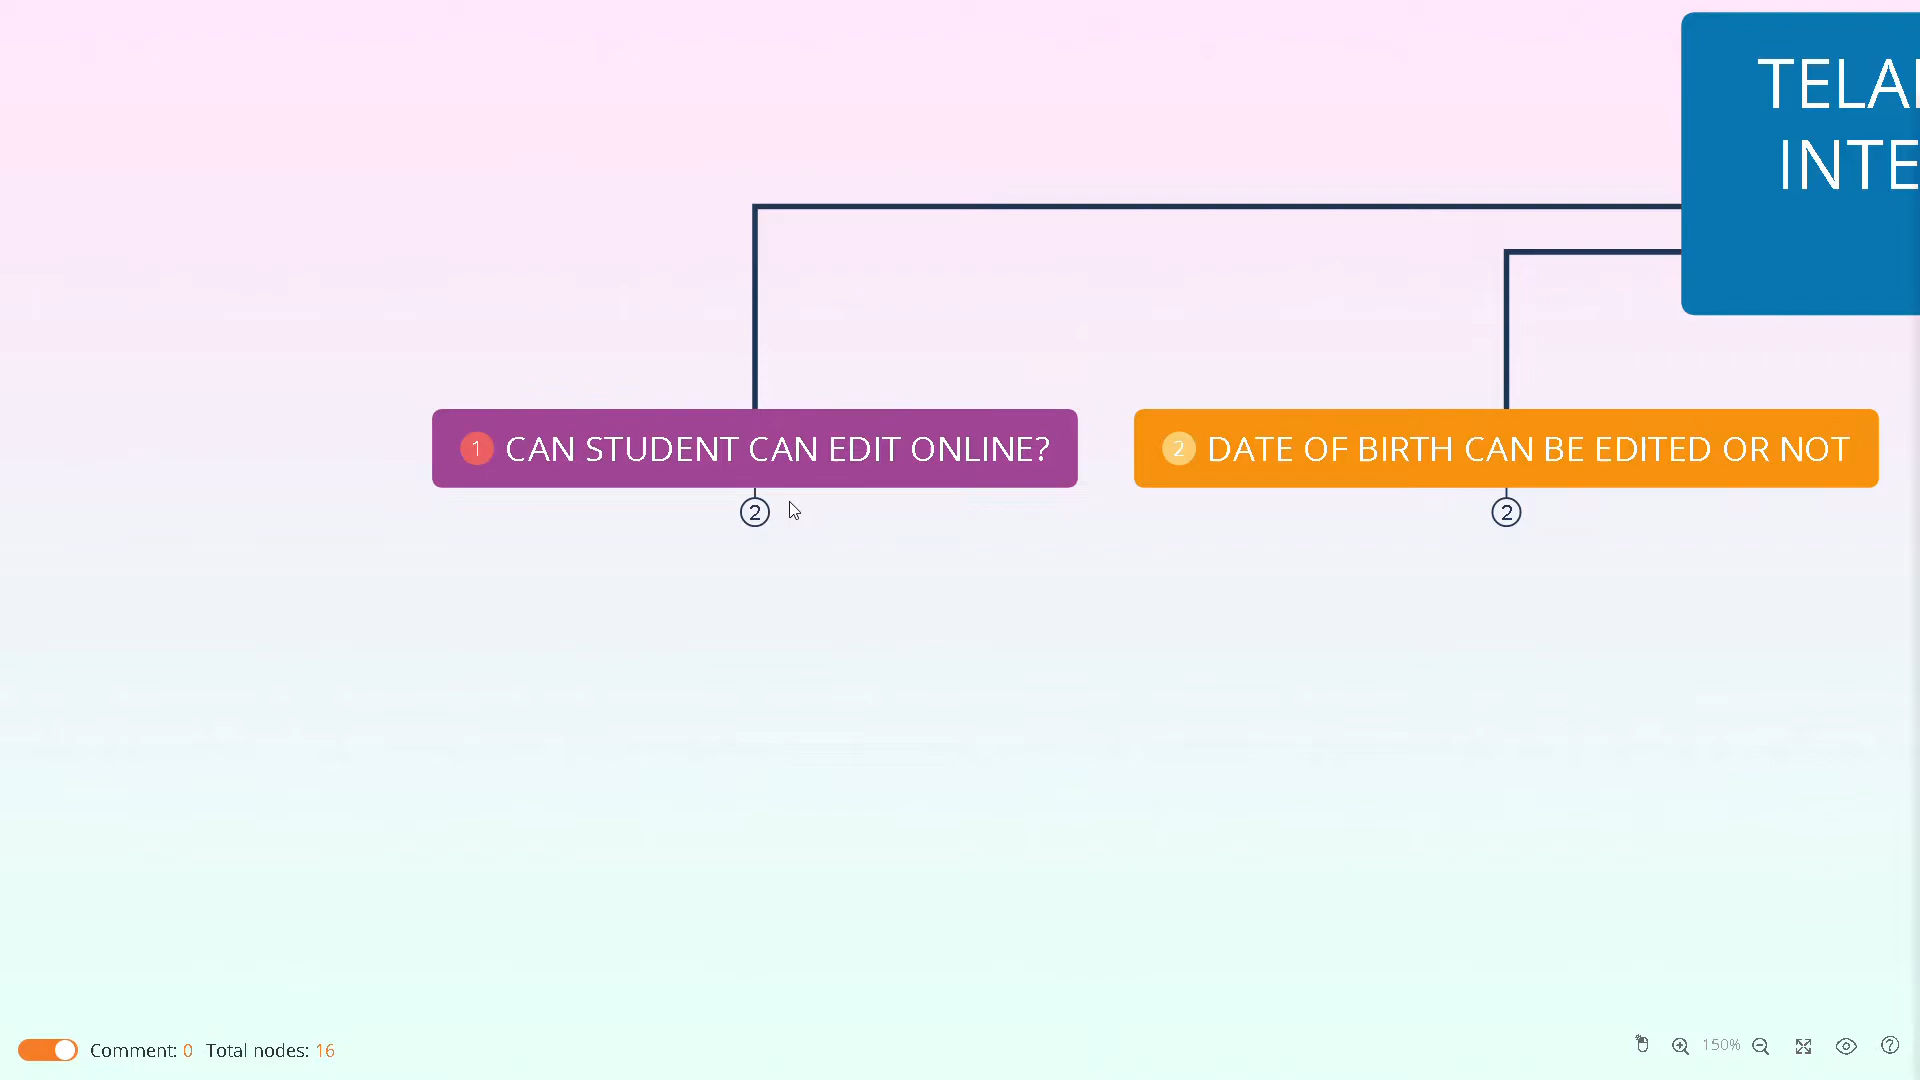 TELA
INTE
1 CAN STUDENT CAN EDIT ONLINE?
2 DATE OF BIRTH CAN BE EDITED OR NOT
2
2
Comment: 0 Total nodes: 16
150%